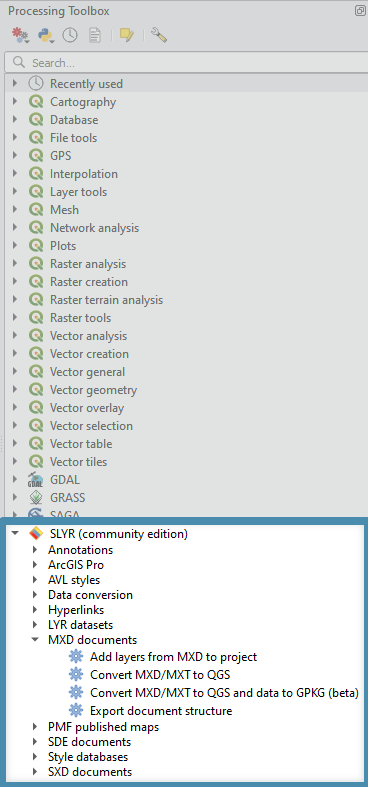 Processing Toolbox
Search...
Recently used
Cartography
Database
File tools
GPS
Interpolation
Layer tools
Mesh
Network analysis
Plots
Raster analysis
Raster creation
Raster terrain analysis
Raster tools
Vector analysis
Vector creation
Vector general
Vector geometry
Vector overlay
Vector selection
Vector table
Vector tiles
GDAL
GRASS
SAGA
SLYR (community edition)
Annotations
ArcGIS Pro
AVL styles
Data conversion
Hyperlinks
LYR datasets
MXD documents
Add layers from MXD to project
Convert MXD/MXT to QGS
Convert MXD/MXT to QGS and data to GPKG (beta)
Export document structure
PMF published maps
SDE documents
Style databases
SXD documents